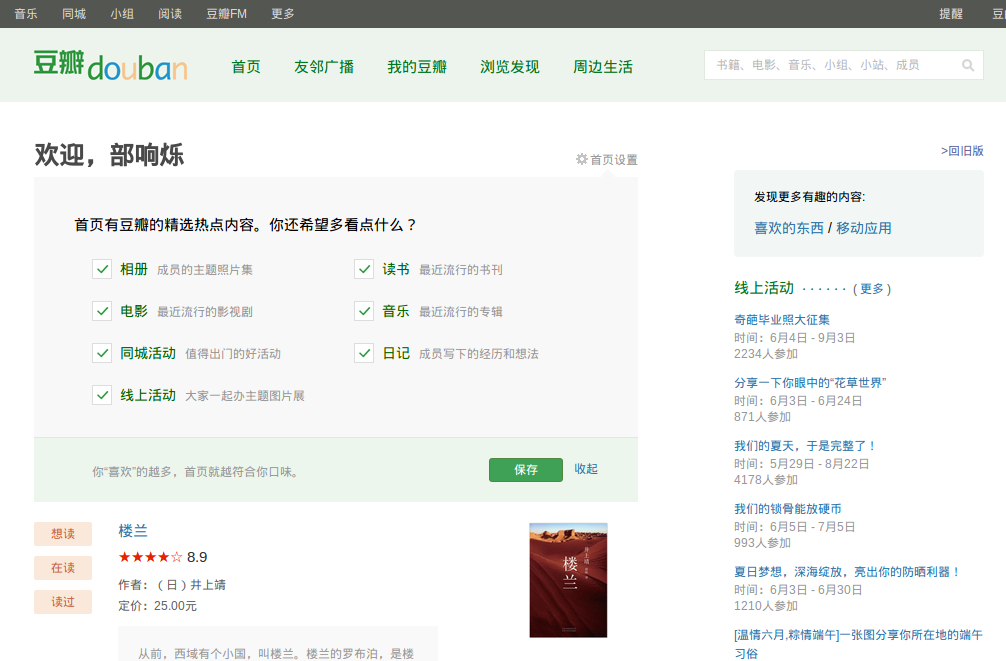 音乐 同城 小组 阅读 豆瓣FM 更多 提醒
豆瓣douban 首页 友邻广播 我的豆瓣 浏览发现 周边生活 书籍、电影、音乐、小组、小站、成员
欢迎，部响烁
首页设置
>回旧版
首页有豆瓣的精选热点内容。你还希望多看点什么？
相册 成员的主题照片集
读书 最近流行的书刊
电影 最近流行的影视剧
音乐 最近流行的专辑
同城活动 值得出门的好活动
日记 成员写下的经历和想法
线上活动 大家一起办主题图片展
你“喜欢”的越多，首页就越符合你口味。
保存 收起
想读
在读
读过
楼兰
★★★★☆ 8.9
作者：（日）井上靖
定价：25.00元
从前，西域有个小国，叫楼兰。楼兰的罗布泊，是楼
楼兰
发现更多有趣的内容:
喜欢的东西 / 移动应用
线上活动 · · · · · · ( 更多 )
奇葩毕业照大征集
时间：6月4日 - 9月3日
2234人参加
分享一下你眼中的“花草世界”
时间：6月3日 - 6月24日
871人参加
我们的夏天，于是完整了！
时间：5月29日 - 8月22日
4178人参加
我们的锁骨能放硬币
时间：6月5日 - 7月5日
993人参加
夏日梦想，深海绽放，亮出你的防晒利器！
时间：6月3日 - 6月30日
1210人参加
[温情六月,粽情端午]一张图分享你所在地的端午
习俗